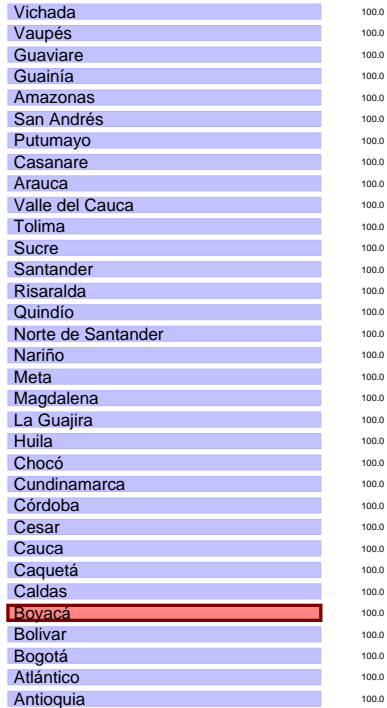 Vichada 100.0
Vaupés 100.0
Guaviare 100.0
Guainía 100.0
Amazonas 100.0
San Andrés 100.0
Putumayo 100.0
Casanare 100.0
Arauca 100.0
Valle del Cauca 100.0
Tolima 100.0
Sucre 100.0
Santander 100.0
Risaralda 100.0
Quindío 100.0
Norte de Santander 100.0
Nariño 100.0
Meta 100.0
Magdalena 100.0
La Guajira 100.0
Huila 100.0
Chocó 100.0
Cundinamarca 100.0
Córdoba 100.0
Cesar 100.0
Cauca 100.0
Caquetá 100.0
Caldas 100.0
Boyacá 100.0
Bolivar 100.0
Bogotá 100.0
Atlántico 100.0
Antioquia 100.0